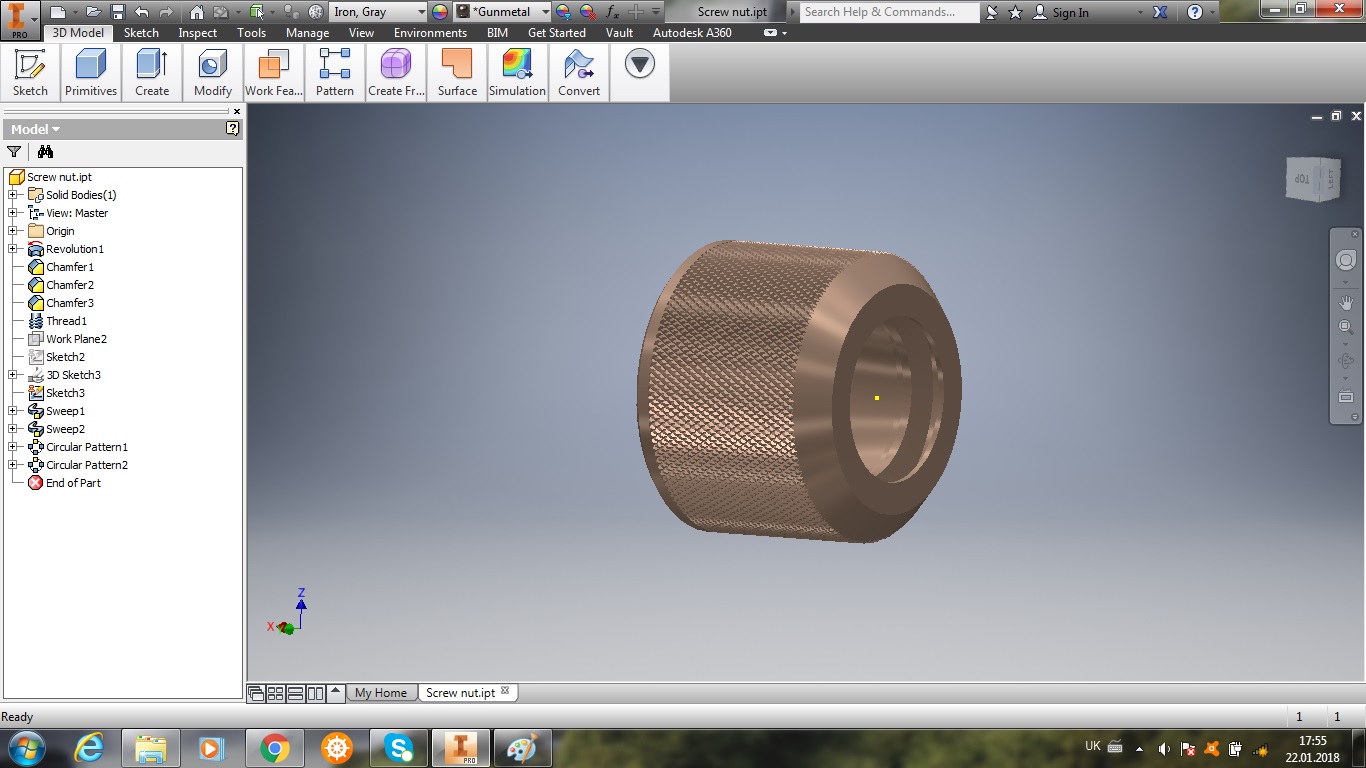 Iron, Gray
*Gunmetal
fx
Screw nut.ipt
Search Help & Commands...
Sign In
PRO
3D Model
Sketch
Inspect
Tools
Manage
View
Environments
BIM
Get Started
Vault
Autodesk A360
Sketch
Primitives
Create
Modify
Work Fea...
Pattern
Create Fr...
Surface
Simulation
Convert
Model
Screw nut.ipt
Solid Bodies(1)
View: Master
Origin
Revolution1
Chamfer1
Chamfer2
Chamfer3
Thread1
Work Plane2
Sketch2
3D Sketch3
Sketch3
Sweep1
Sweep2
Circular Pattern1
Circular Pattern2
End of Part
TOP
LEFT
Z
X
My Home
Screw nut.ipt
Ready
1
1
PRO
UK
17:55
22.01.2018